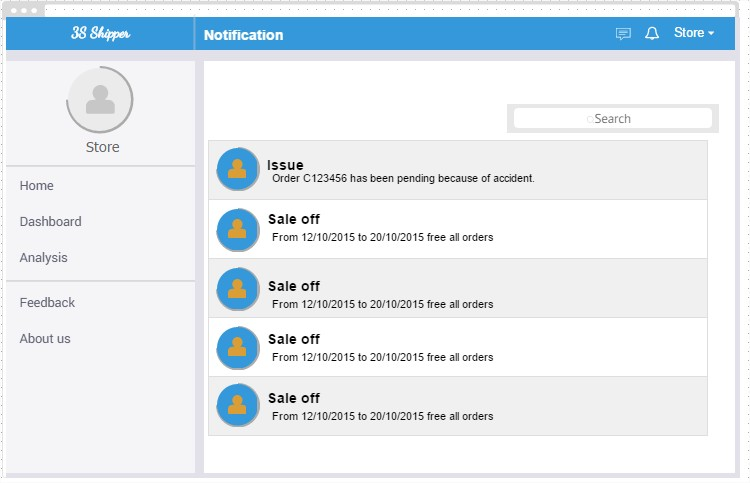 3S Shipper
Notification
Store
Store
Home
Dashboard
Analysis
Feedback
About us
Search
Issue
Order C123456 has been pending because of accident.
Sale off
From 12/10/2015 to 20/10/2015 free all orders
Sale off
From 12/10/2015 to 20/10/2015 free all orders
Sale off
From 12/10/2015 to 20/10/2015 free all orders
Sale off
From 12/10/2015 to 20/10/2015 free all orders